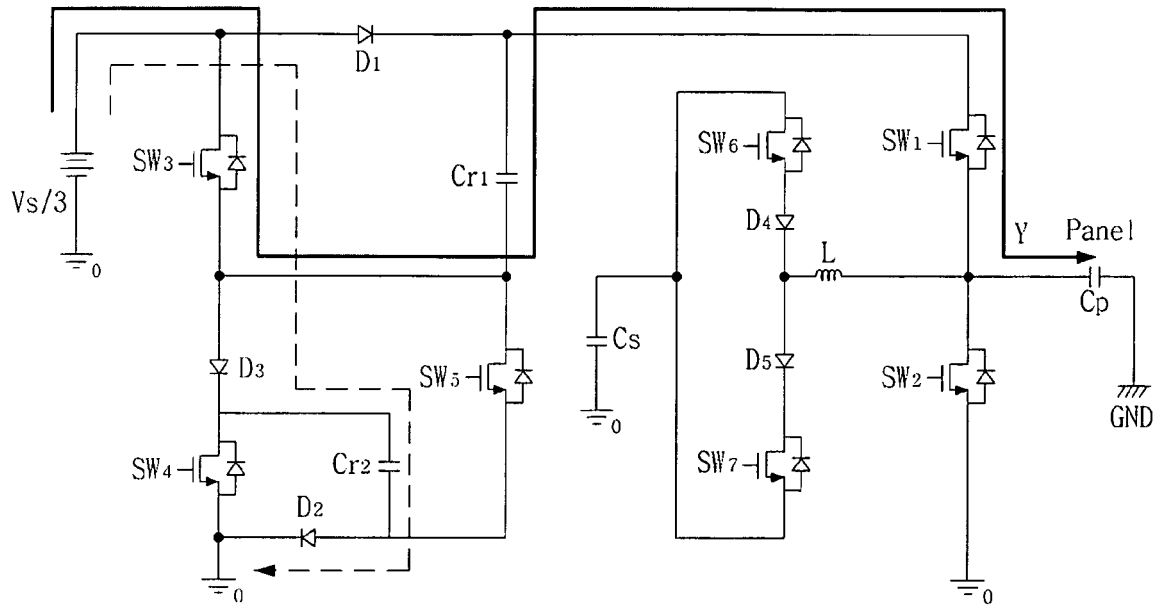 D1
SW3
Vs/3
0
Cr1
SW6
SW1
D4
Y
Panel
L
Cp
Cs
0
D3
SW5
D5
SW2
GND
SW4
Cr2
SW7
D2
0
0